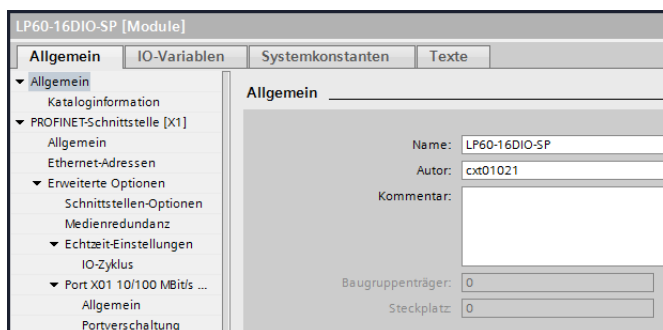 LP60-16DIO-SP [Module]
Allgemein IO-Variablen Systemkonstanten Texte
Allgemein
Kataloginformation
PROFINET-Schnittstelle [X1]
Allgemein
Ethernet-Adressen
Erweiterte Optionen
Schnittstellen-Optionen
Medienredundanz
Echtzeit-Einstellungen
IO-Zyklus
Port X01 10/100 MBit/s ...
Allgemein
Portverschaltung
Allgemein
Name: LP60-16DIO-SP
Autor: cxt01021
Kommentar:
Baugruppenträger: 0
Steckplatz: 0